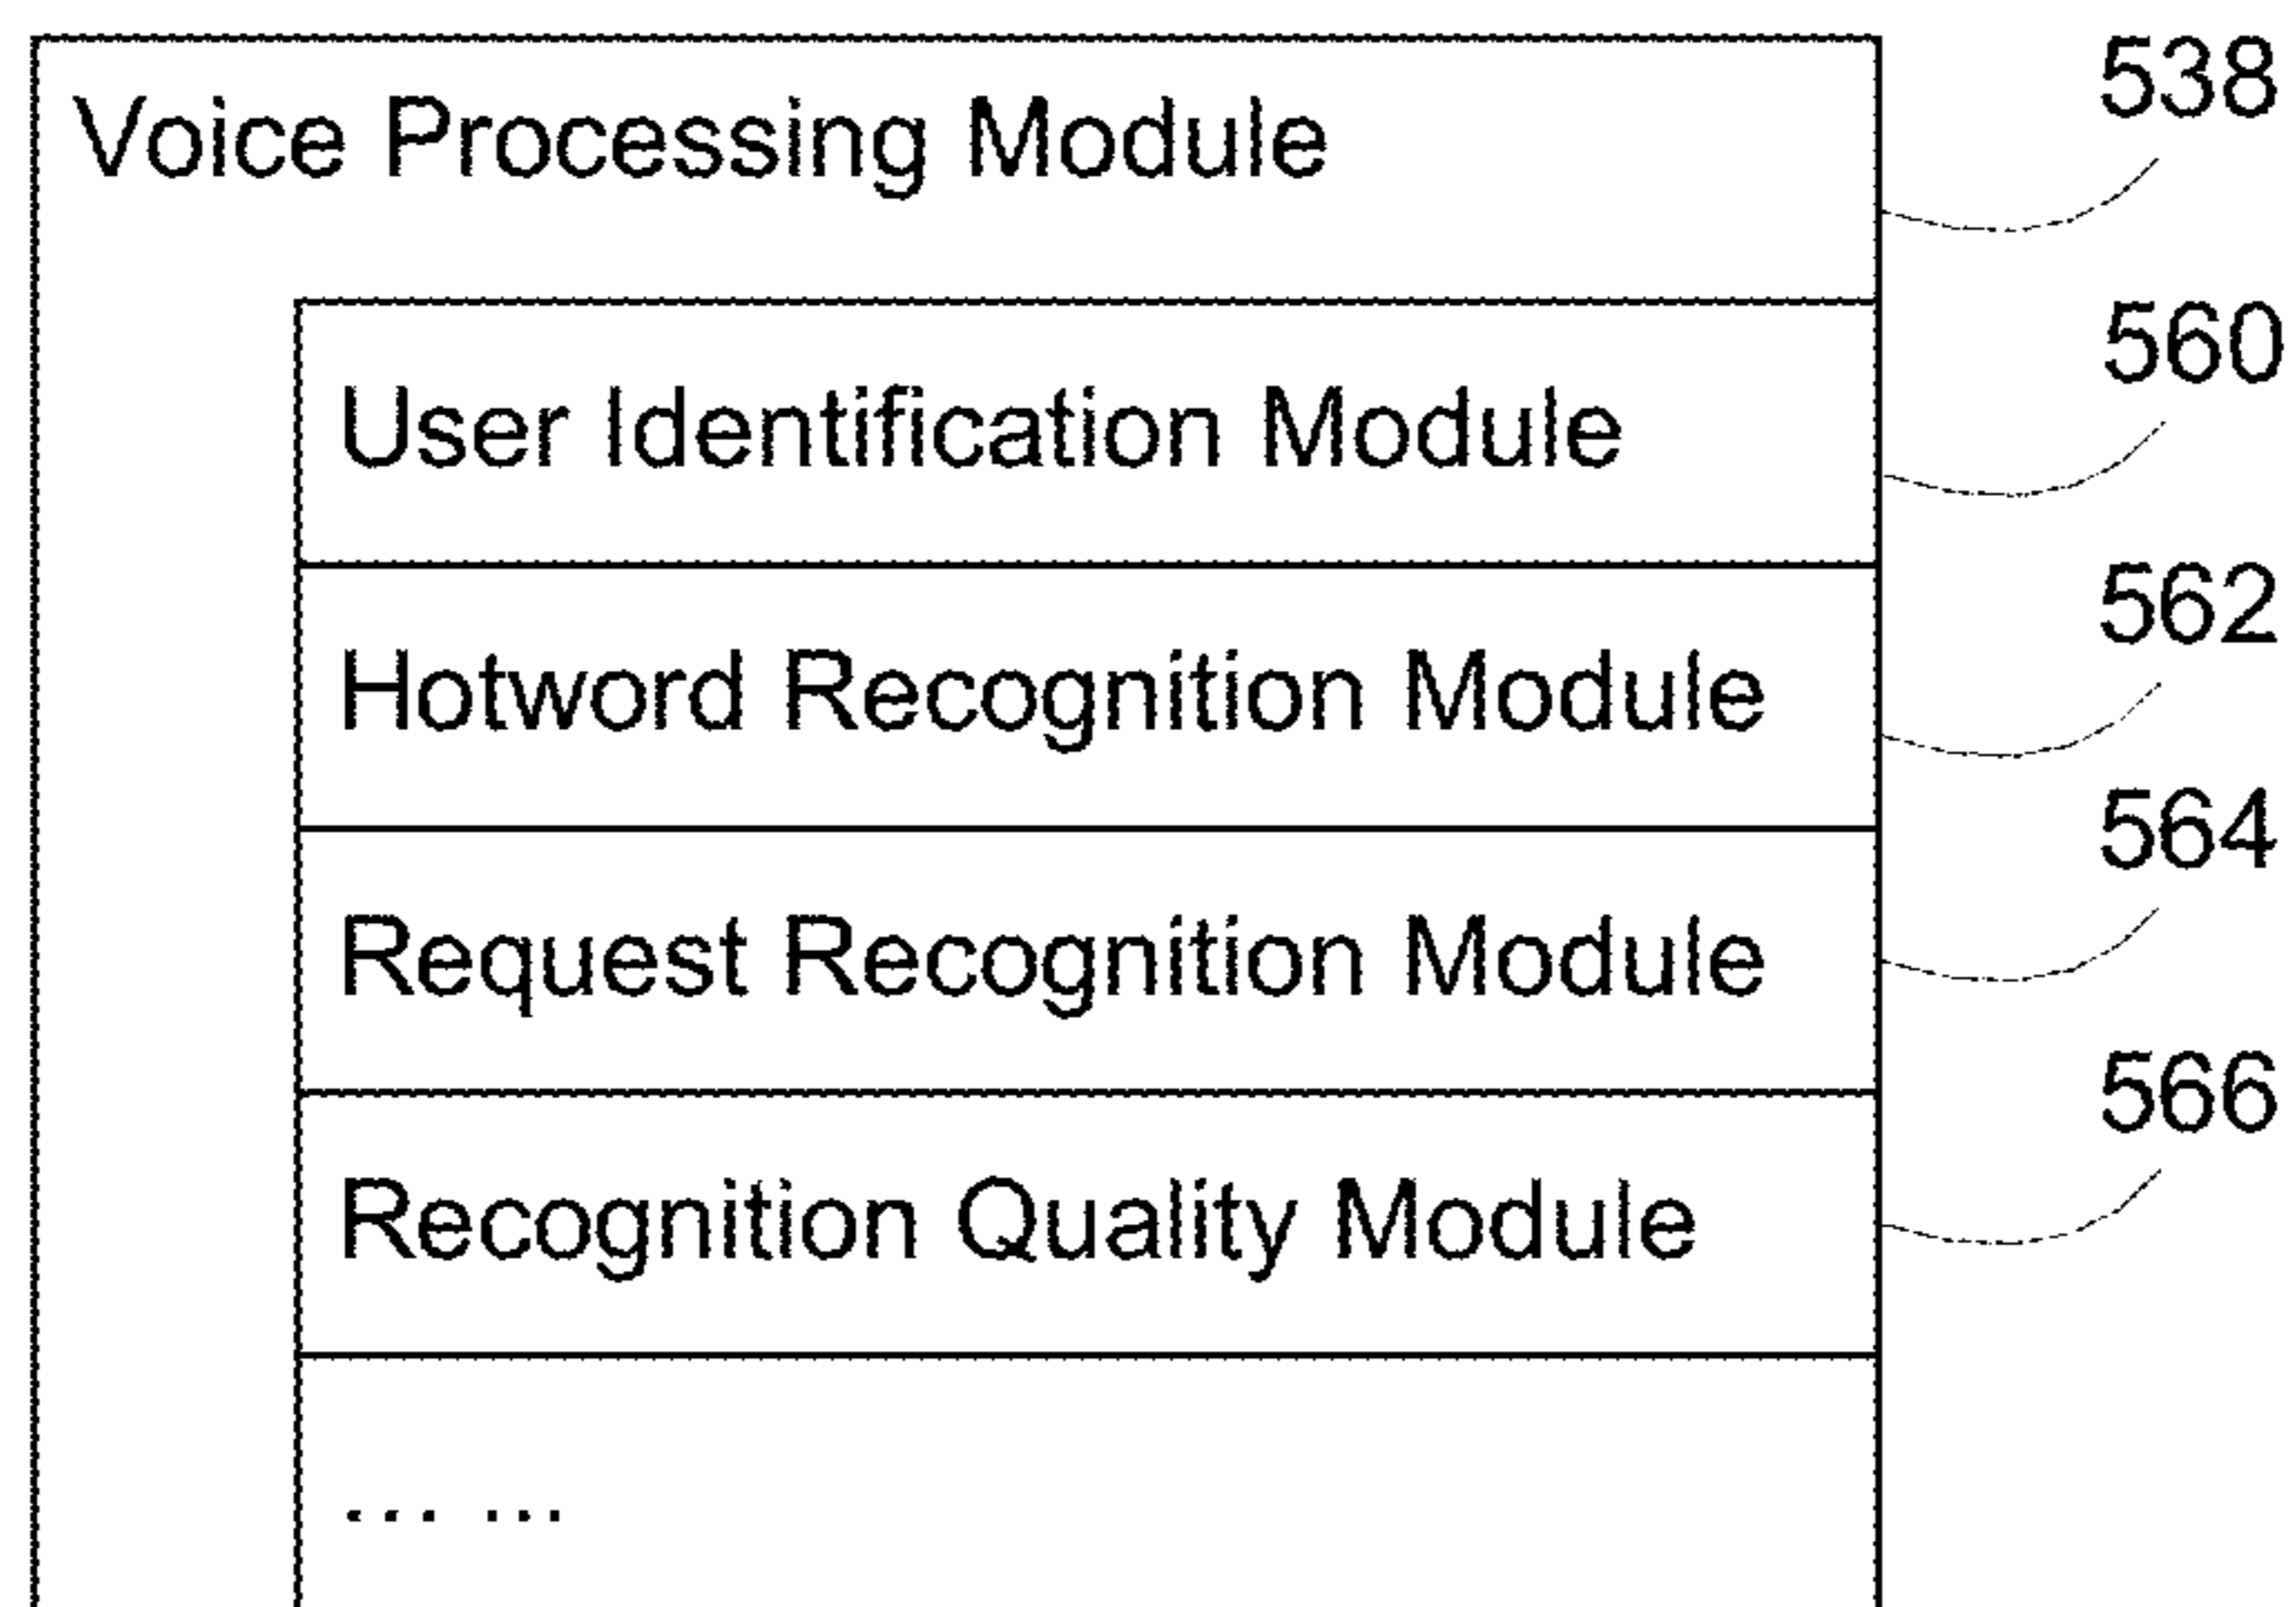 Voice Processing Module 538
User Identification Module 560
Hotword Recognition Module 562
Request Recognition Module 564
Recognition Quality Module 566
... ...